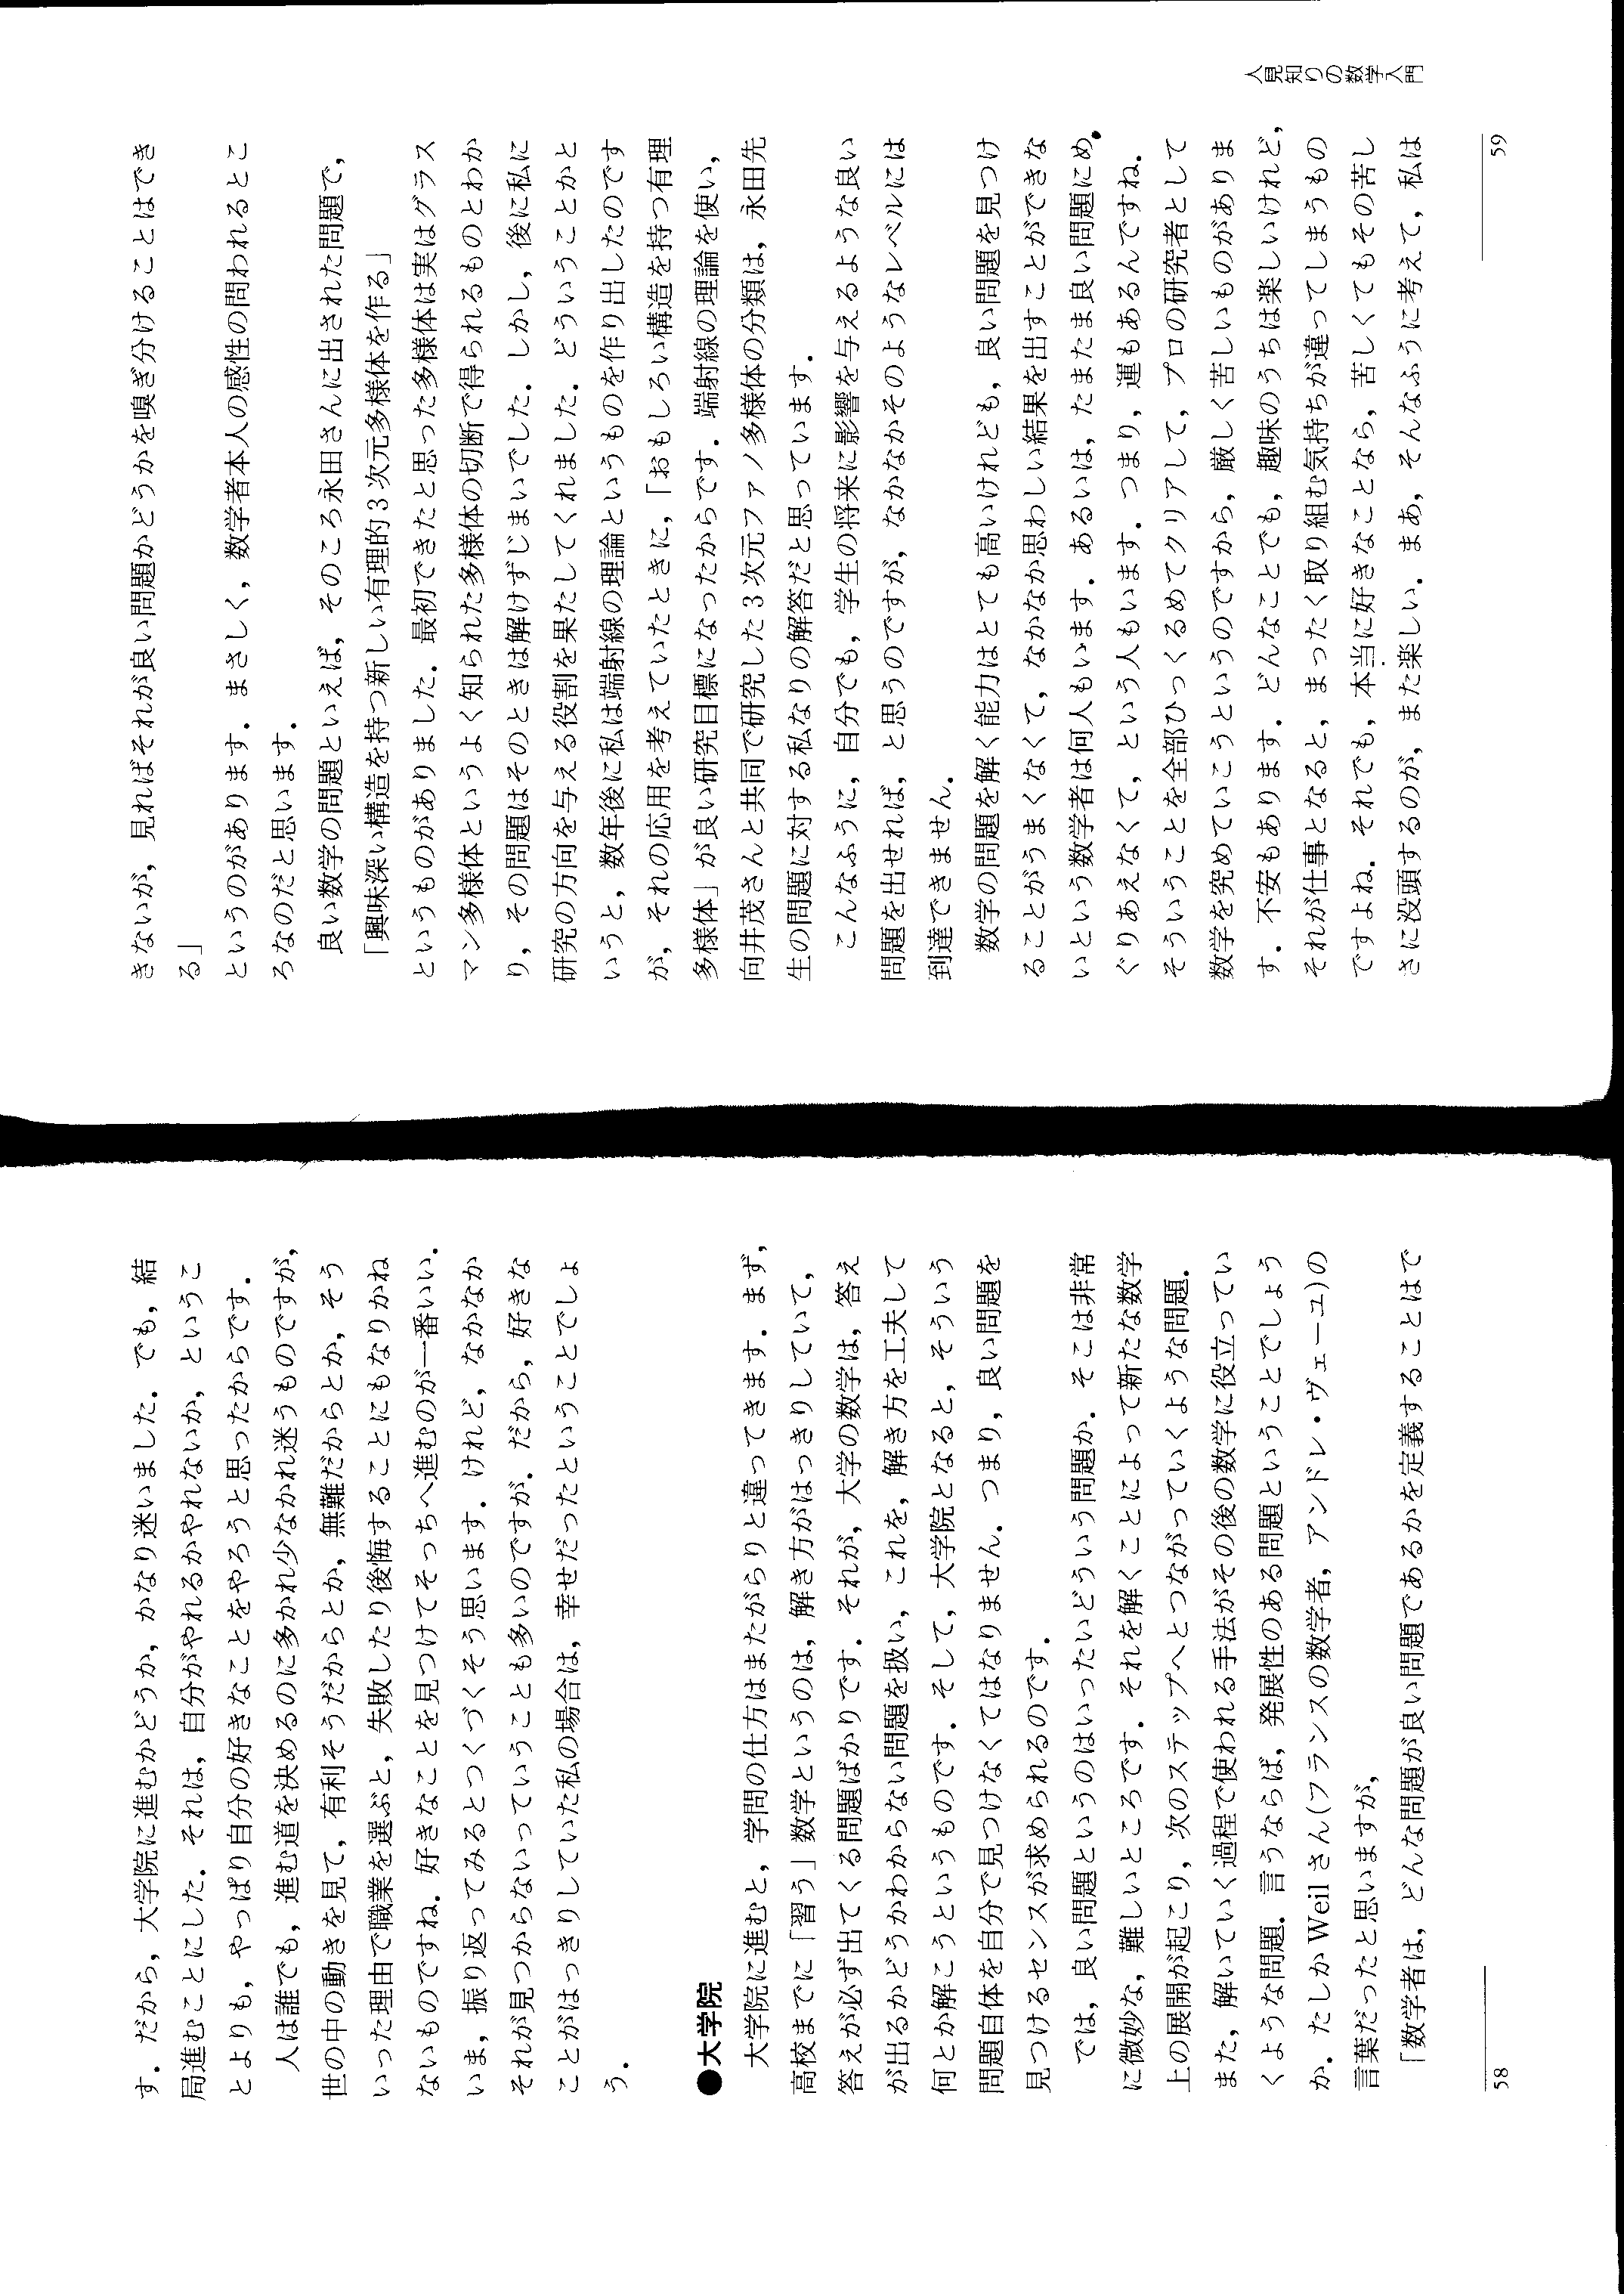 す．だから，大学院に進むかどうか，かなり迷いました．でも，結
局進むことにした．それは，自分がやれるかやれないか，というこ
とよりも，やっぱり自分の好きなことをやろうと思ったからです．
人は誰でも，進む道を決めるのに多かれ少なかれ迷うものですが，
世の中の動きを見て，有利そうだからとか，無難だからとか，そう
いった理由で職業を選ぶと，失敗したり後悔することにもなりかね
ないものですね．好きなことを見つけてそっちへ進むのが一番いい．
いま，振り返ってみるとつくづくそう思います．けれど，なかなか
それが見つからないっていうことも多いのですが．だから，好きな
ことがはっきりしていた私の場合は，幸せだったということでしょ
う．
●大学院
大学院に進むと，学問の仕方はまたがらりと違ってきます．まず，
高校までに「習う」数学というのは，解き方がはっきりしていて，
答えが必ず出てくる問題ばかりです．それが，大学の数学は，答え
が出るかどうかわからない問題を扱い，これを，解き方を工夫して
何とか解こうというものです．そして，大学院となると，そういう
問題自体を自分で見つけなくてはなりません．つまり，良い問題を
見つけるセンスが求められるのです．
では，良い問題というのはいったいどういう問題か．そこは非常
に微妙な，難しいところです．それを解くことによって新たな数学
上の展開が起こり，次のステップへとつながっていくような問題．
また，解いていく過程で使われる手法がその後の数学に役立ってい
くような問題．言うならば，発展性のある問題ということでしょう
か．たしか Weil さん(フランスの数学者，アンドレ・ヴェーユ)の
言葉だったと思いますが，
「数学者は，どんな問題が良い問題であるかを定義することはで
58
きないが，見ればそれが良い問題かどうかを嗅ぎ分けることはでき
る」
というのがあります．まさしく，数学者本人の感性の問われるとこ
ろなのだと思います．
良い数学の問題といえば，そのころ永田さんに出された問題で，
「興味深い構造を持つ新しい有理的 3 次元多様体を作る」
というものがありました．最初できたと思った多様体は実はグラス
マン多様体というよく知られた多様体の切断で得られるものとわか
り，その問題はそのときは解けずじまいでした．しかし，後に私に
研究の方向を与える役割を果たしてくれました．どういうことかと
いうと，数年後に私は端射線の理論というものを作り出したのです
が，それの応用を考えていたときに，「おもしろい構造を持つ有理
多様体」が良い研究目標になったからです．端射線の理論を使い，
向井茂さんと共同で研究した 3 次元ファノ多様体の分類は，永田先
生の問題に対する私なりの解答だと思っています．
こんなふうに，自分でも，学生の将来に影響を与えるような良い
問題を出せれば，と思うのですが，なかなかそのようなレベルには
到達できません．
数学の問題を解く能力はとても高いけれども，良い問題を見つけ
ることがうまくなくて，なかなか思わしい結果を出すことができな
いという数学者は何人もいます．あるいは，たまたま良い問題にめ
ぐりあえなくて，という人もいます．つまり，運もあるんですね．
そういうことを全部ひっくるめてクリアして，プロの研究者として
数学を究めていこうというのですから，厳しく苦しいものがありま
す．不安もあります．どんなことでも，趣味のうちは楽しいけれど，
それが仕事となると，まったく取り組む気持ちが違ってしまうもの
ですよね．それでも，本当に好きなことなら，苦しくてもその苦し
さに没頭するのが，また楽しい．まあ，そんなふうに考えて，私は
人見知りの数学入門
59